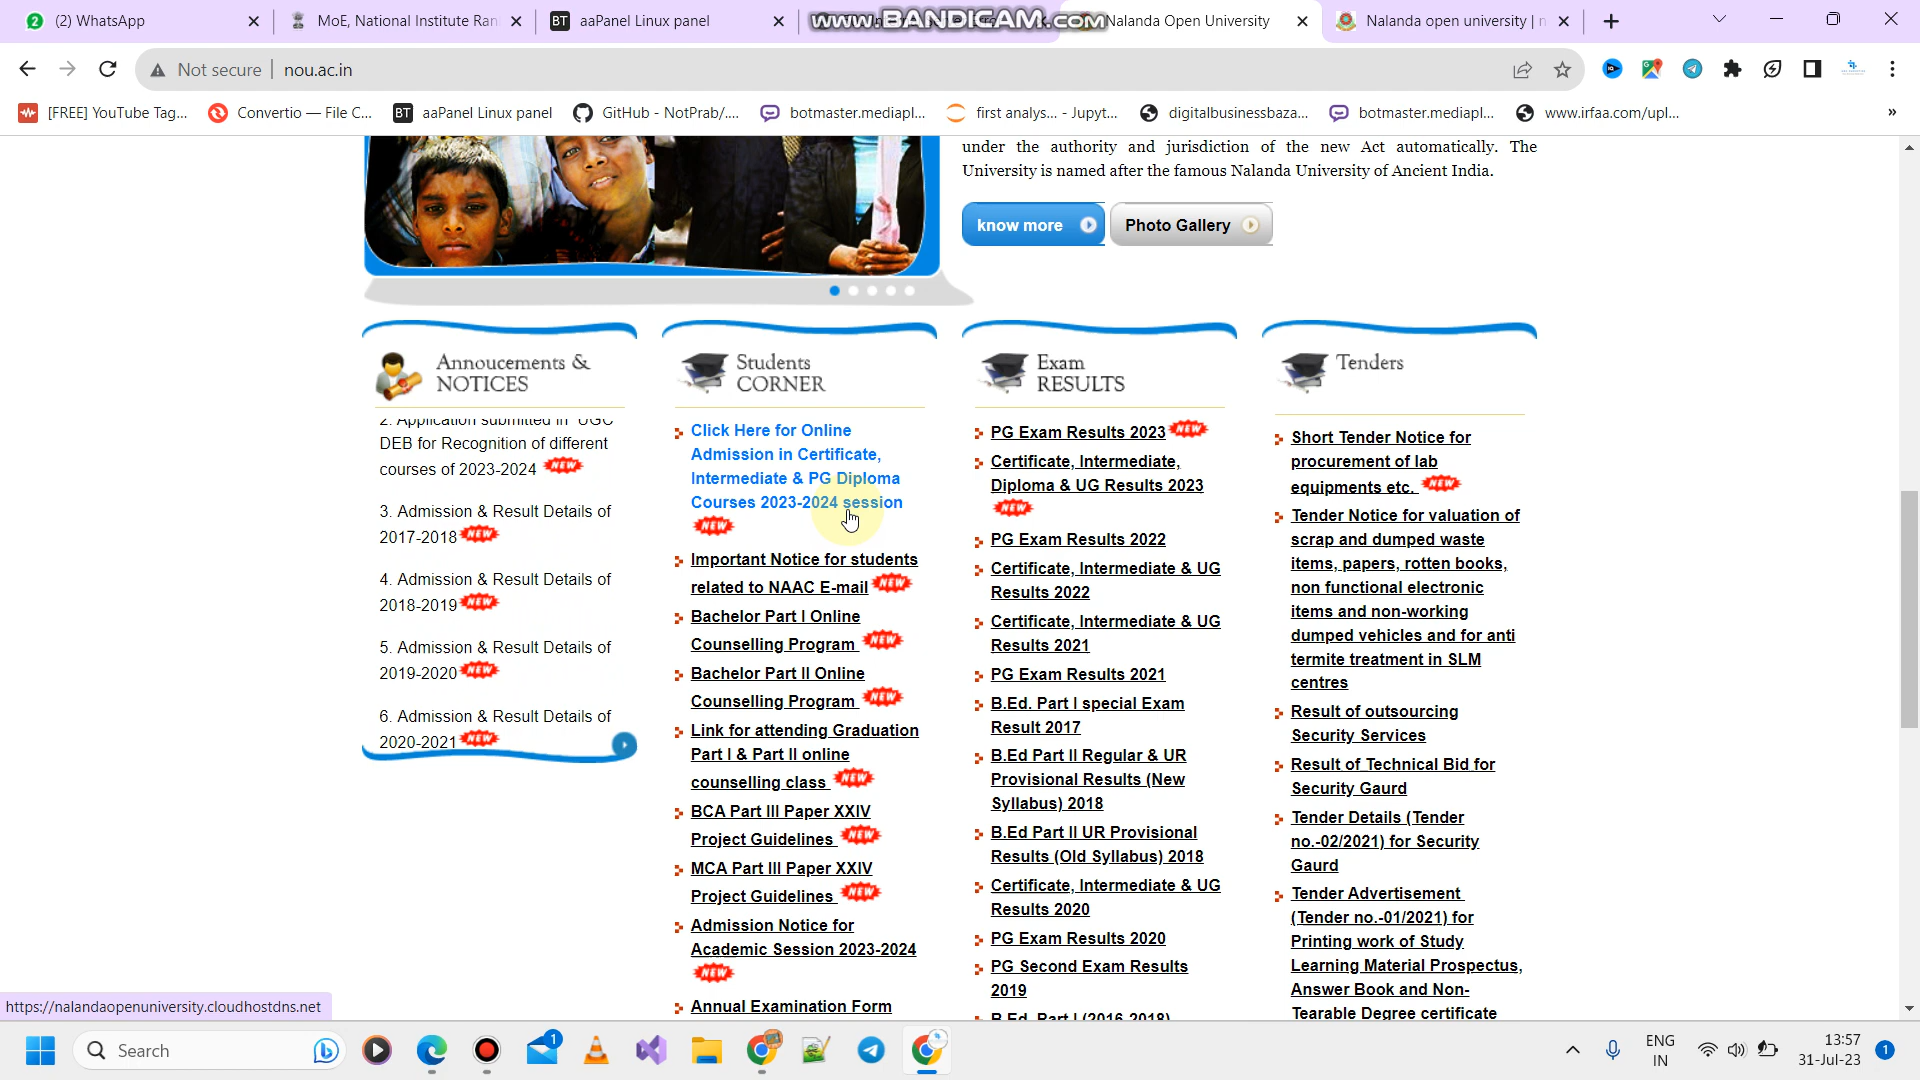 (2) WhatsApp
MoE, National Institute Ran
aaPanel Linux panel
www.BANDICAM.com
Nalanda Open University
Nalanda open university | n
Not secure
nou.ac.in
[FREE] YouTube Tag...
Convertio — File C...
aaPanel Linux panel
GitHub - NotPrab/....
botmaster.mediapl...
first analys... - Jupyt...
digitalbusinessbaza...
botmaster.mediapl...
www.irfaa.com/upl...
under the authority and jurisdiction of the new Act automatically. The
University is named after the famous Nalanda University of Ancient India.
know more
Photo Gallery
Annoucements &
NOTICES
2. Application submitted in UGC
DEB for Recognition of different
courses of 2023-2024 NEW
3. Admission & Result Details of
2017-2018 NEW
4. Admission & Result Details of
2018-2019 NEW
5. Admission & Result Details of
2019-2020 NEW
6. Admission & Result Details of
2020-2021 NEW
Students
CORNER
Click Here for Online
Admission in Certificate,
Intermediate & PG Diploma
Courses 2023-2024 session
NEW
Important Notice for students
related to NAAC E-mail NEW
Bachelor Part I Online
Counselling Program NEW
Bachelor Part II Online
Counselling Program NEW
Link for attending Graduation
Part I & Part II online
counselling class NEW
BCA Part III Paper XXIV
Project Guidelines NEW
MCA Part III Paper XXIV
Project Guidelines NEW
Admission Notice for
Academic Session 2023-2024
NEW
Annual Examination Form
Exam
RESULTS
PG Exam Results 2023 NEW
Certificate, Intermediate,
Diploma & UG Results 2023
NEW
PG Exam Results 2022
Certificate, Intermediate & UG
Results 2022
Certificate, Intermediate & UG
Results 2021
PG Exam Results 2021
B.Ed. Part I special Exam
Result 2017
B.Ed Part II Regular & UR
Provisional Results (New
Syllabus) 2018
B.Ed Part II UR Provisional
Results (Old Syllabus) 2018
Certificate, Intermediate & UG
Results 2020
PG Exam Results 2020
PG Second Exam Results
2019
B.Ed. Part I (2016-2018)
Tenders
Short Tender Notice for
procurement of lab
equipments etc. NEW
Tender Notice for valuation of
scrap and dumped waste
items, papers, rotten books,
non functional electronic
items and non-working
dumped vehicles and for anti
termite treatment in SLM
centres
Result of outsourcing
Security Services
Result of Technical Bid for
Security Gaurd
Tender Details (Tender
no.-02/2021) for Security
Gaurd
Tender Advertisement
(Tender no.-01/2021) for
Printing work of Study
Learning Material Prospectus,
Answer Book and Non-
Tearable Degree certificate
https://nalandaopenuniversity.cloudhostdns.net
Search
1
ENG
IN
13:57
31-Jul-23
1